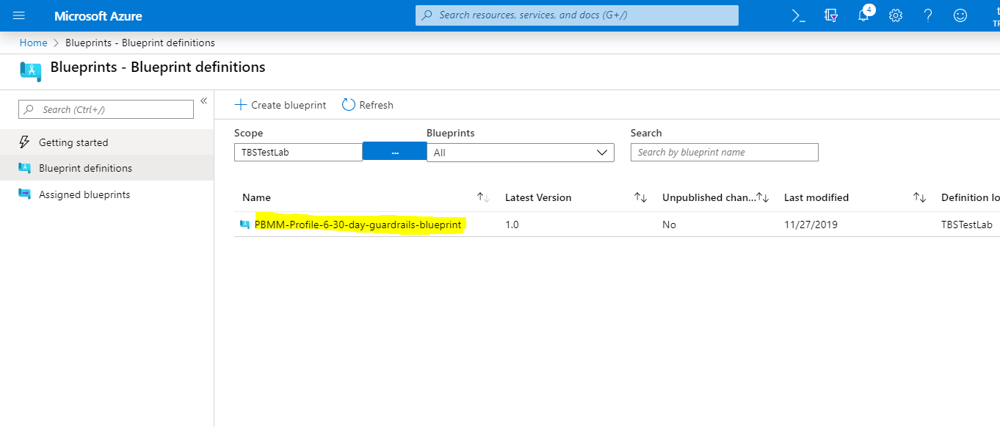 Microsoft Azure
Search resources, services, and docs (G+/)
4
Home > Blueprints - Blueprint definitions
Blueprints - Blueprint definitions
Search (Ctrl+/)
Getting started
Blueprint definitions
Assigned blueprints
Create blueprint Refresh
Scope Blueprints Search
TBSTestLab ... All Search by blueprint name
Name Latest Version Unpublished chan... Last modified Definition lo
PBMM-Profile-6-30-day-guardrails-blueprint 1.0 No 11/27/2019 TBSTestLab